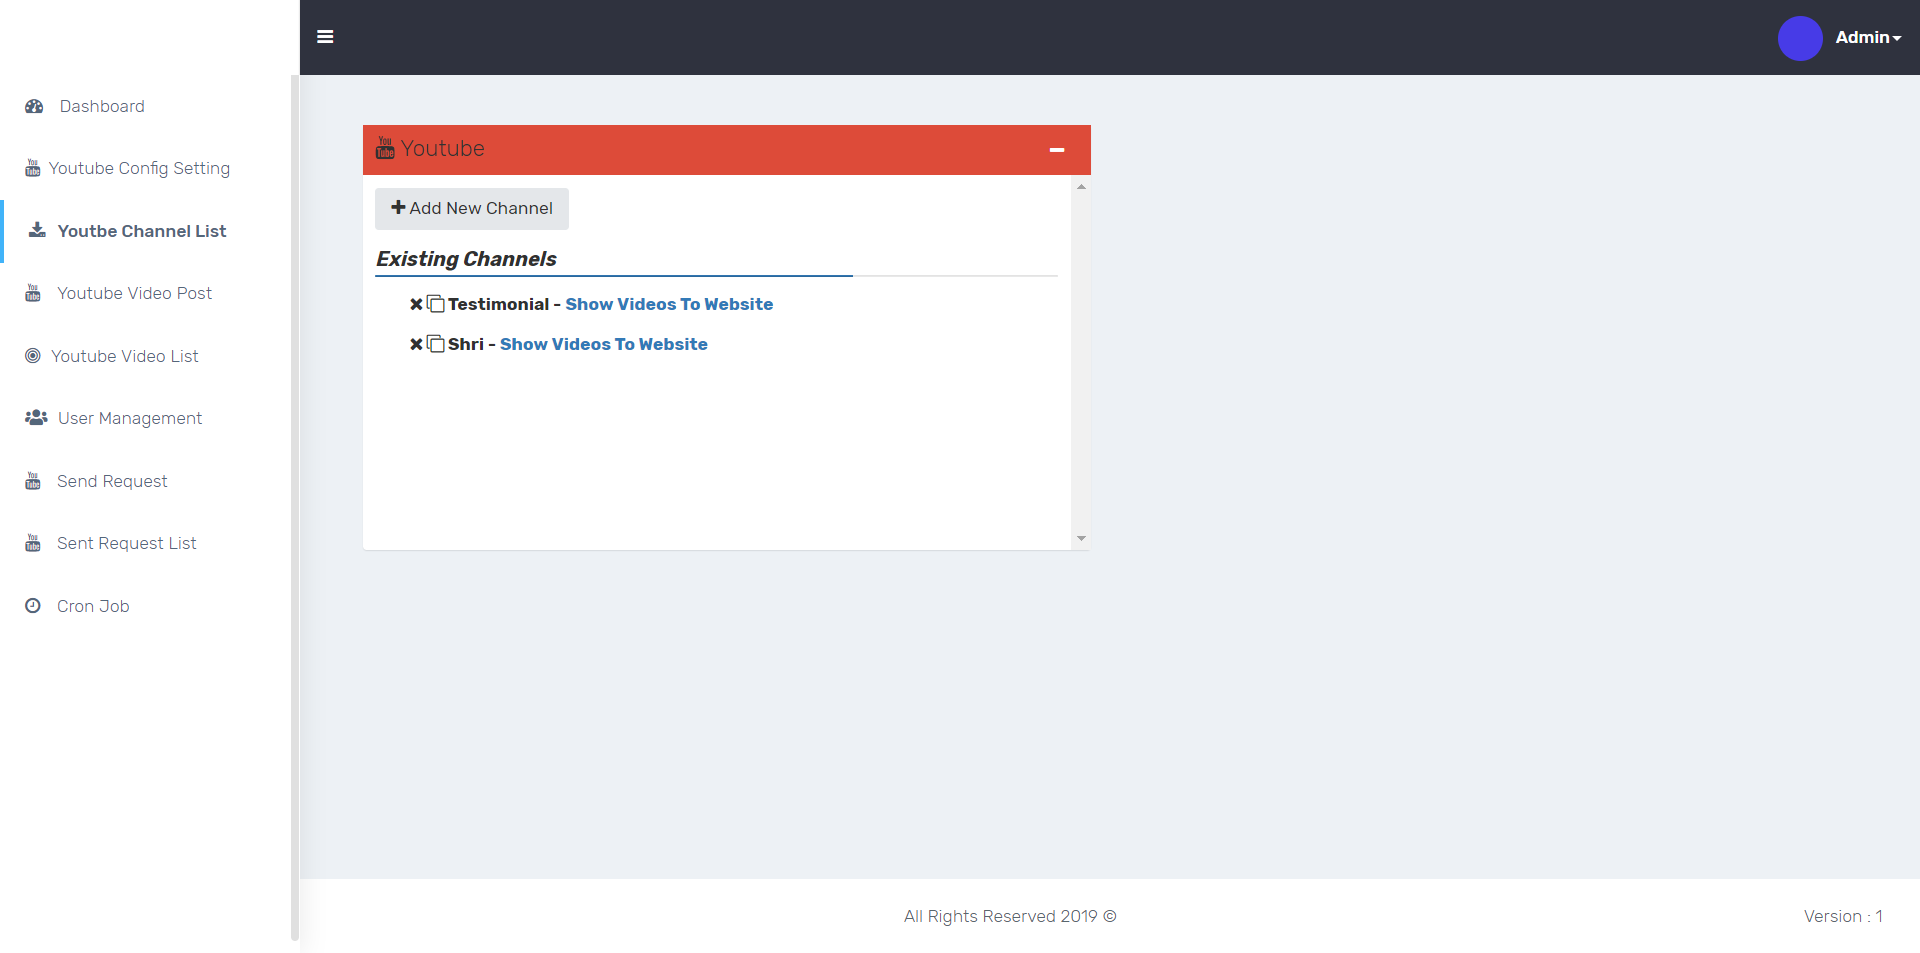 Admin
Dashboard
Youtube Config Setting
Youtbe Channel List
Youtube Video Post
Youtube Video List
User Management
Send Request
Sent Request List
Cron Job
Youtube
Add New Channel
Existing Channels
Testimonial - Show Videos To Website
Shri - Show Videos To Website
All Rights Reserved 2019 ©
Version : 1